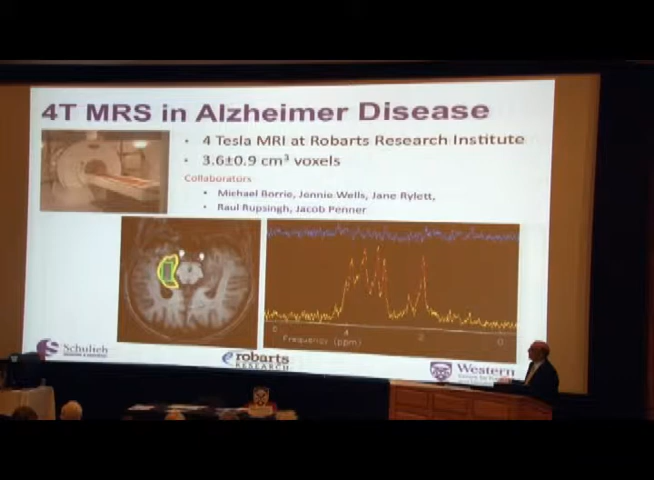 4T MRS in Alzheimer Disease
• 4 Tesla MRI at Robarts Research Institute
• 3.6±0.9 cm³ voxels
Collaborators
• Michael Borrie, Jennie Wells, Jane Rylett,
• Raul Rupsingh, Jacob Penner
6 4 2 0
Frequency (ppm)
Schulich
robarts
RESEARCH
Western